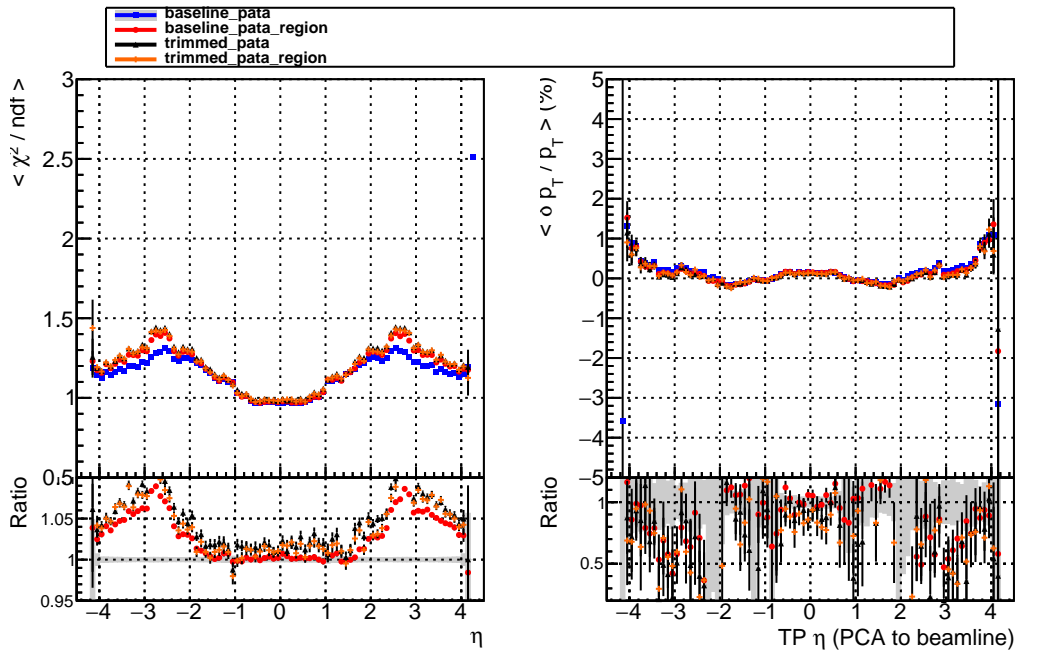 baseline_pata
baseline_pata_region
trimmed_pata
trimmed_pata_region
< χ² / ndf >
3
2.5
2
1.5
1
0.5
Ratio
1.05
1
0.95
−4 −3 −2 −1 0 1 2 3 4
η
< σ p_T / p_T > (%)
5
4
3
2
1
0
−1
−2
−3
−4
−5
Ratio
1
0.5
−4 −3 −2 −1 0 1 2 3 4
TP η (PCA to beamline)